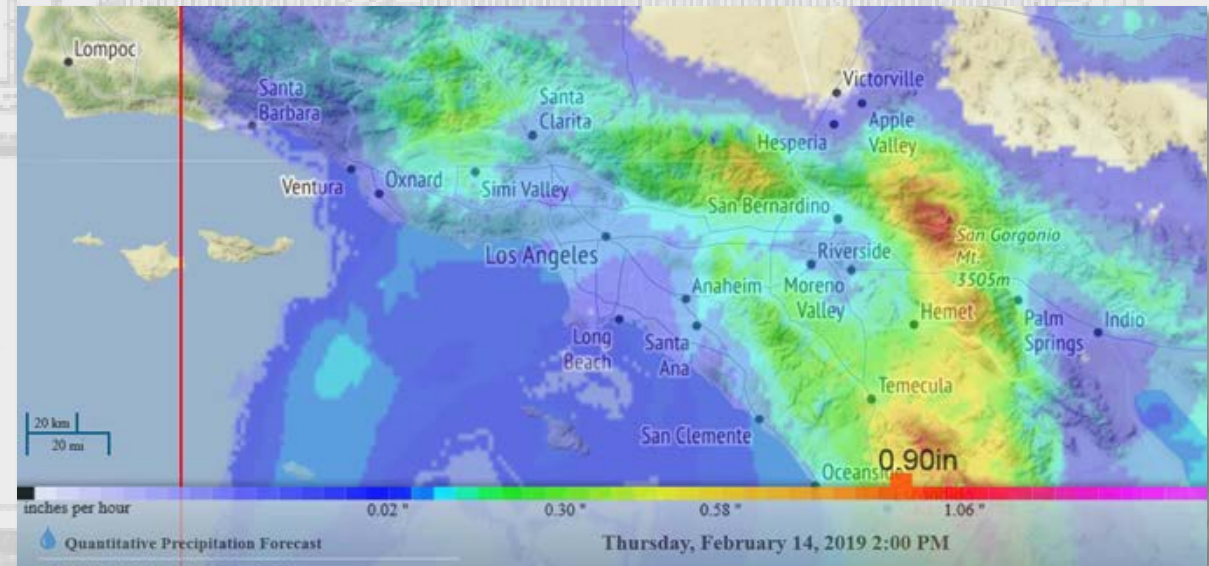 Lompoc
Santa
Barbara
Ventura
Oxnard
Santa
Clarita
Simi Valley
Los Angeles
Long
Beach
Santa
Ana
Anaheim
San Clemente
Victorville
Apple
Valley
Hesperia
San Bernardino
Riverside
Moreno
Valley
San Gorgonio
Mt.
3505m
Hemet
Palm
Springs
Indio
Temecula
Oceansi
0.90in
20 km
20 mi
inches per hour
0.02 "
0.30 "
0.58 "
1.06 "
Quantitative Precipitation Forecast
Thursday, February 14, 2019 2:00 PM